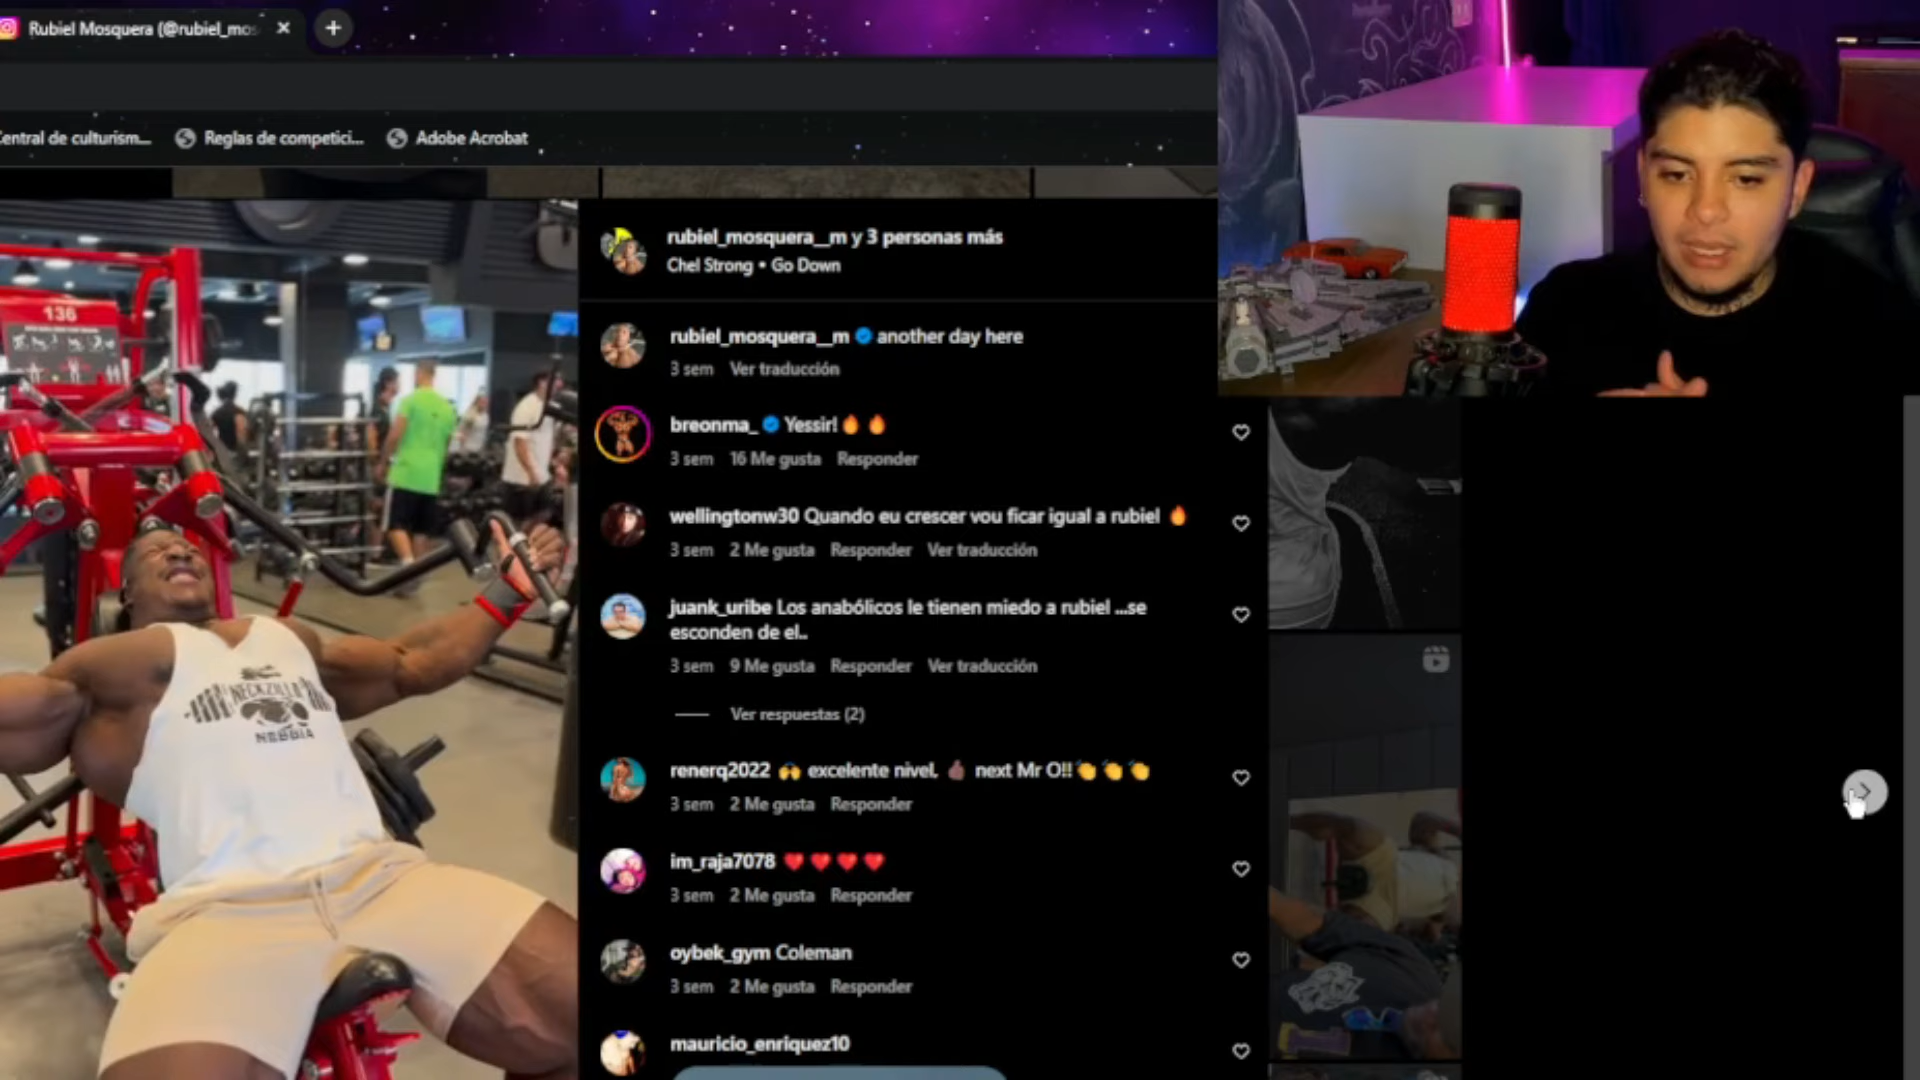 Rubiel Mosquera (@rubiel_mos
entral de culturism...
Reglas de competici...
Adobe Acrobat
136
NECKZILLA
NEBBIA
rubiel_mosquera__m y 3 personas más
Chel Strong • Go Down
rubiel_mosquera__m another day here
3 sem Ver traducción
breonma_ Yessir! 🔥 🔥
3 sem 16 Me gusta Responder
wellingtonw30 Quando eu crescer vou ficar igual a rubiel 🔥
3 sem 2 Me gusta Responder Ver traducción
juank_uribe Los anabólicos le tienen miedo a rubiel ...se
esconden de el..
3 sem 9 Me gusta Responder Ver traducción
Ver respuestas (2)
renerq2022 🙌 excelente nivel, 👍🏿 next Mr O!! 👏 👏 👏
3 sem 2 Me gusta Responder
im_raja7078 ❤️ ❤️ ❤️ ❤️
3 sem 2 Me gusta Responder
oybek_gym Coleman
3 sem 2 Me gusta Responder
mauricio_enriquez10